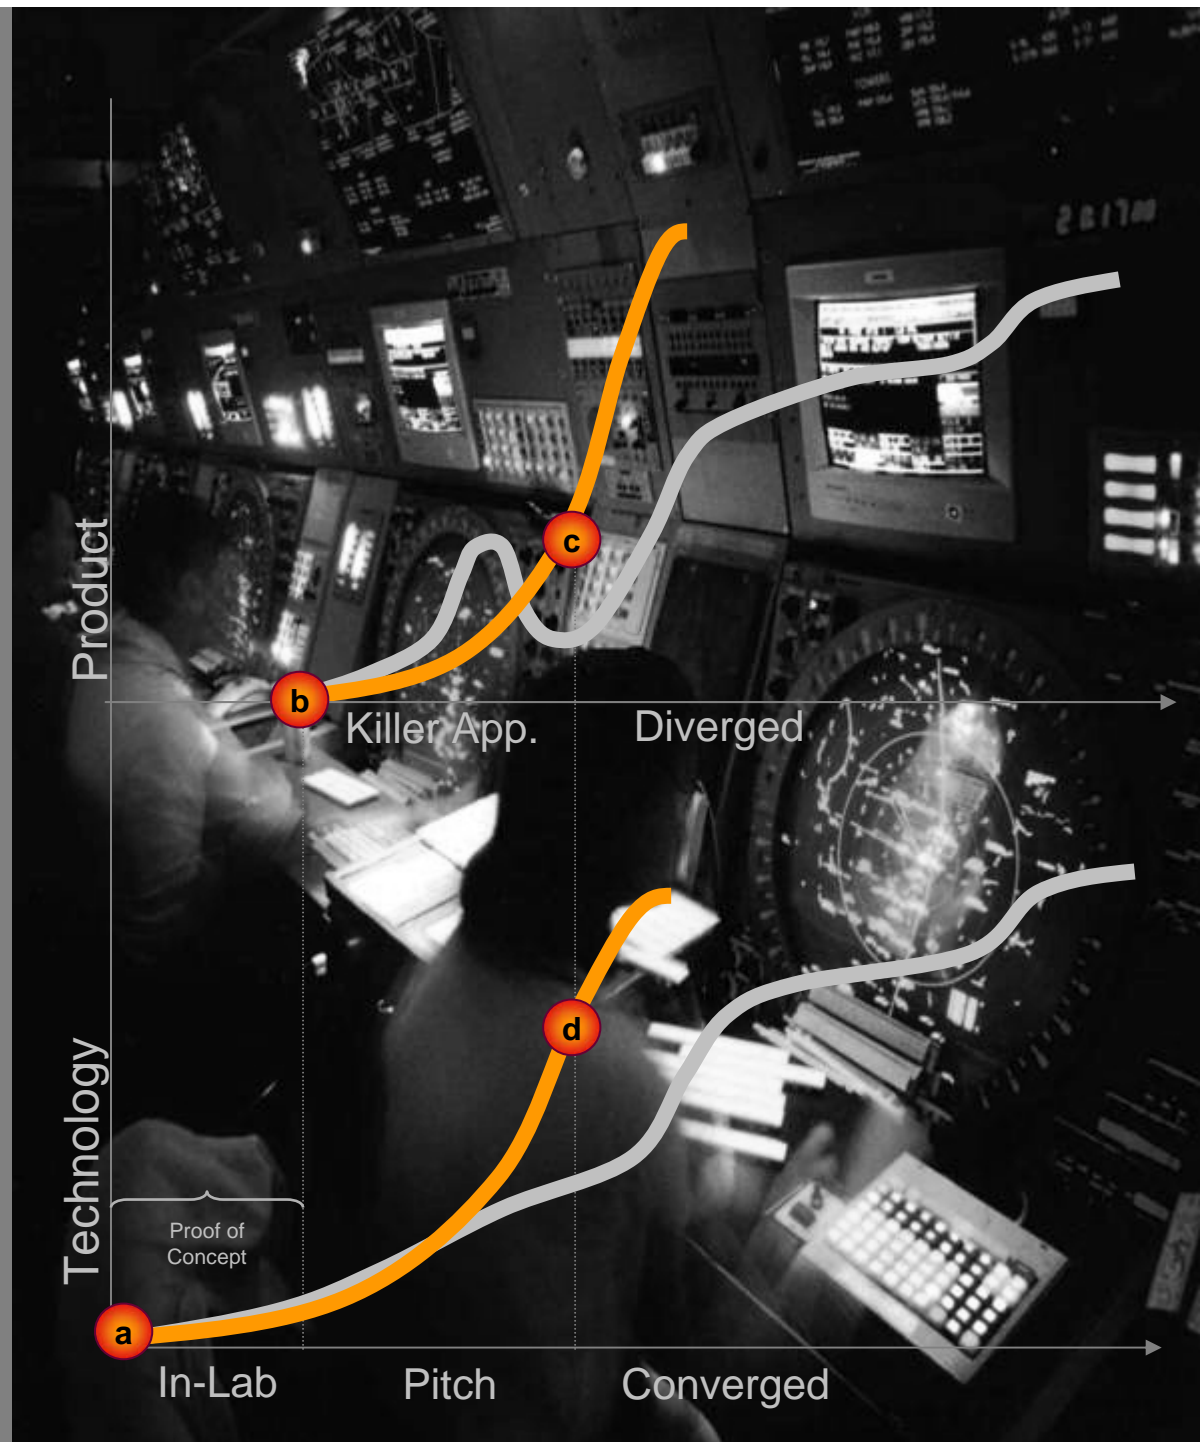 Product
c
b
Killer App.
Diverged
Technology
d
Proof of
Concept
a
In-Lab
Pitch
Converged